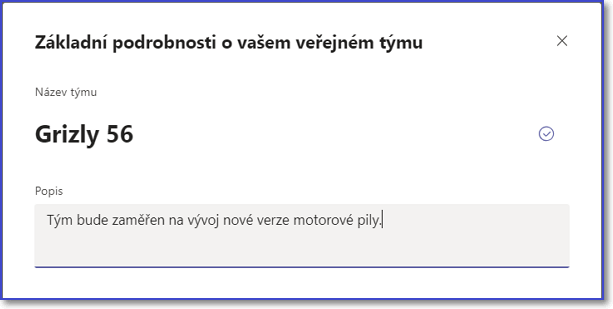 Základní podrobnosti o vašem veřejném týmu
Název týmu
Grizly 56
Popis
Tým bude zaměřen na vývoj nové verze motorové pily.